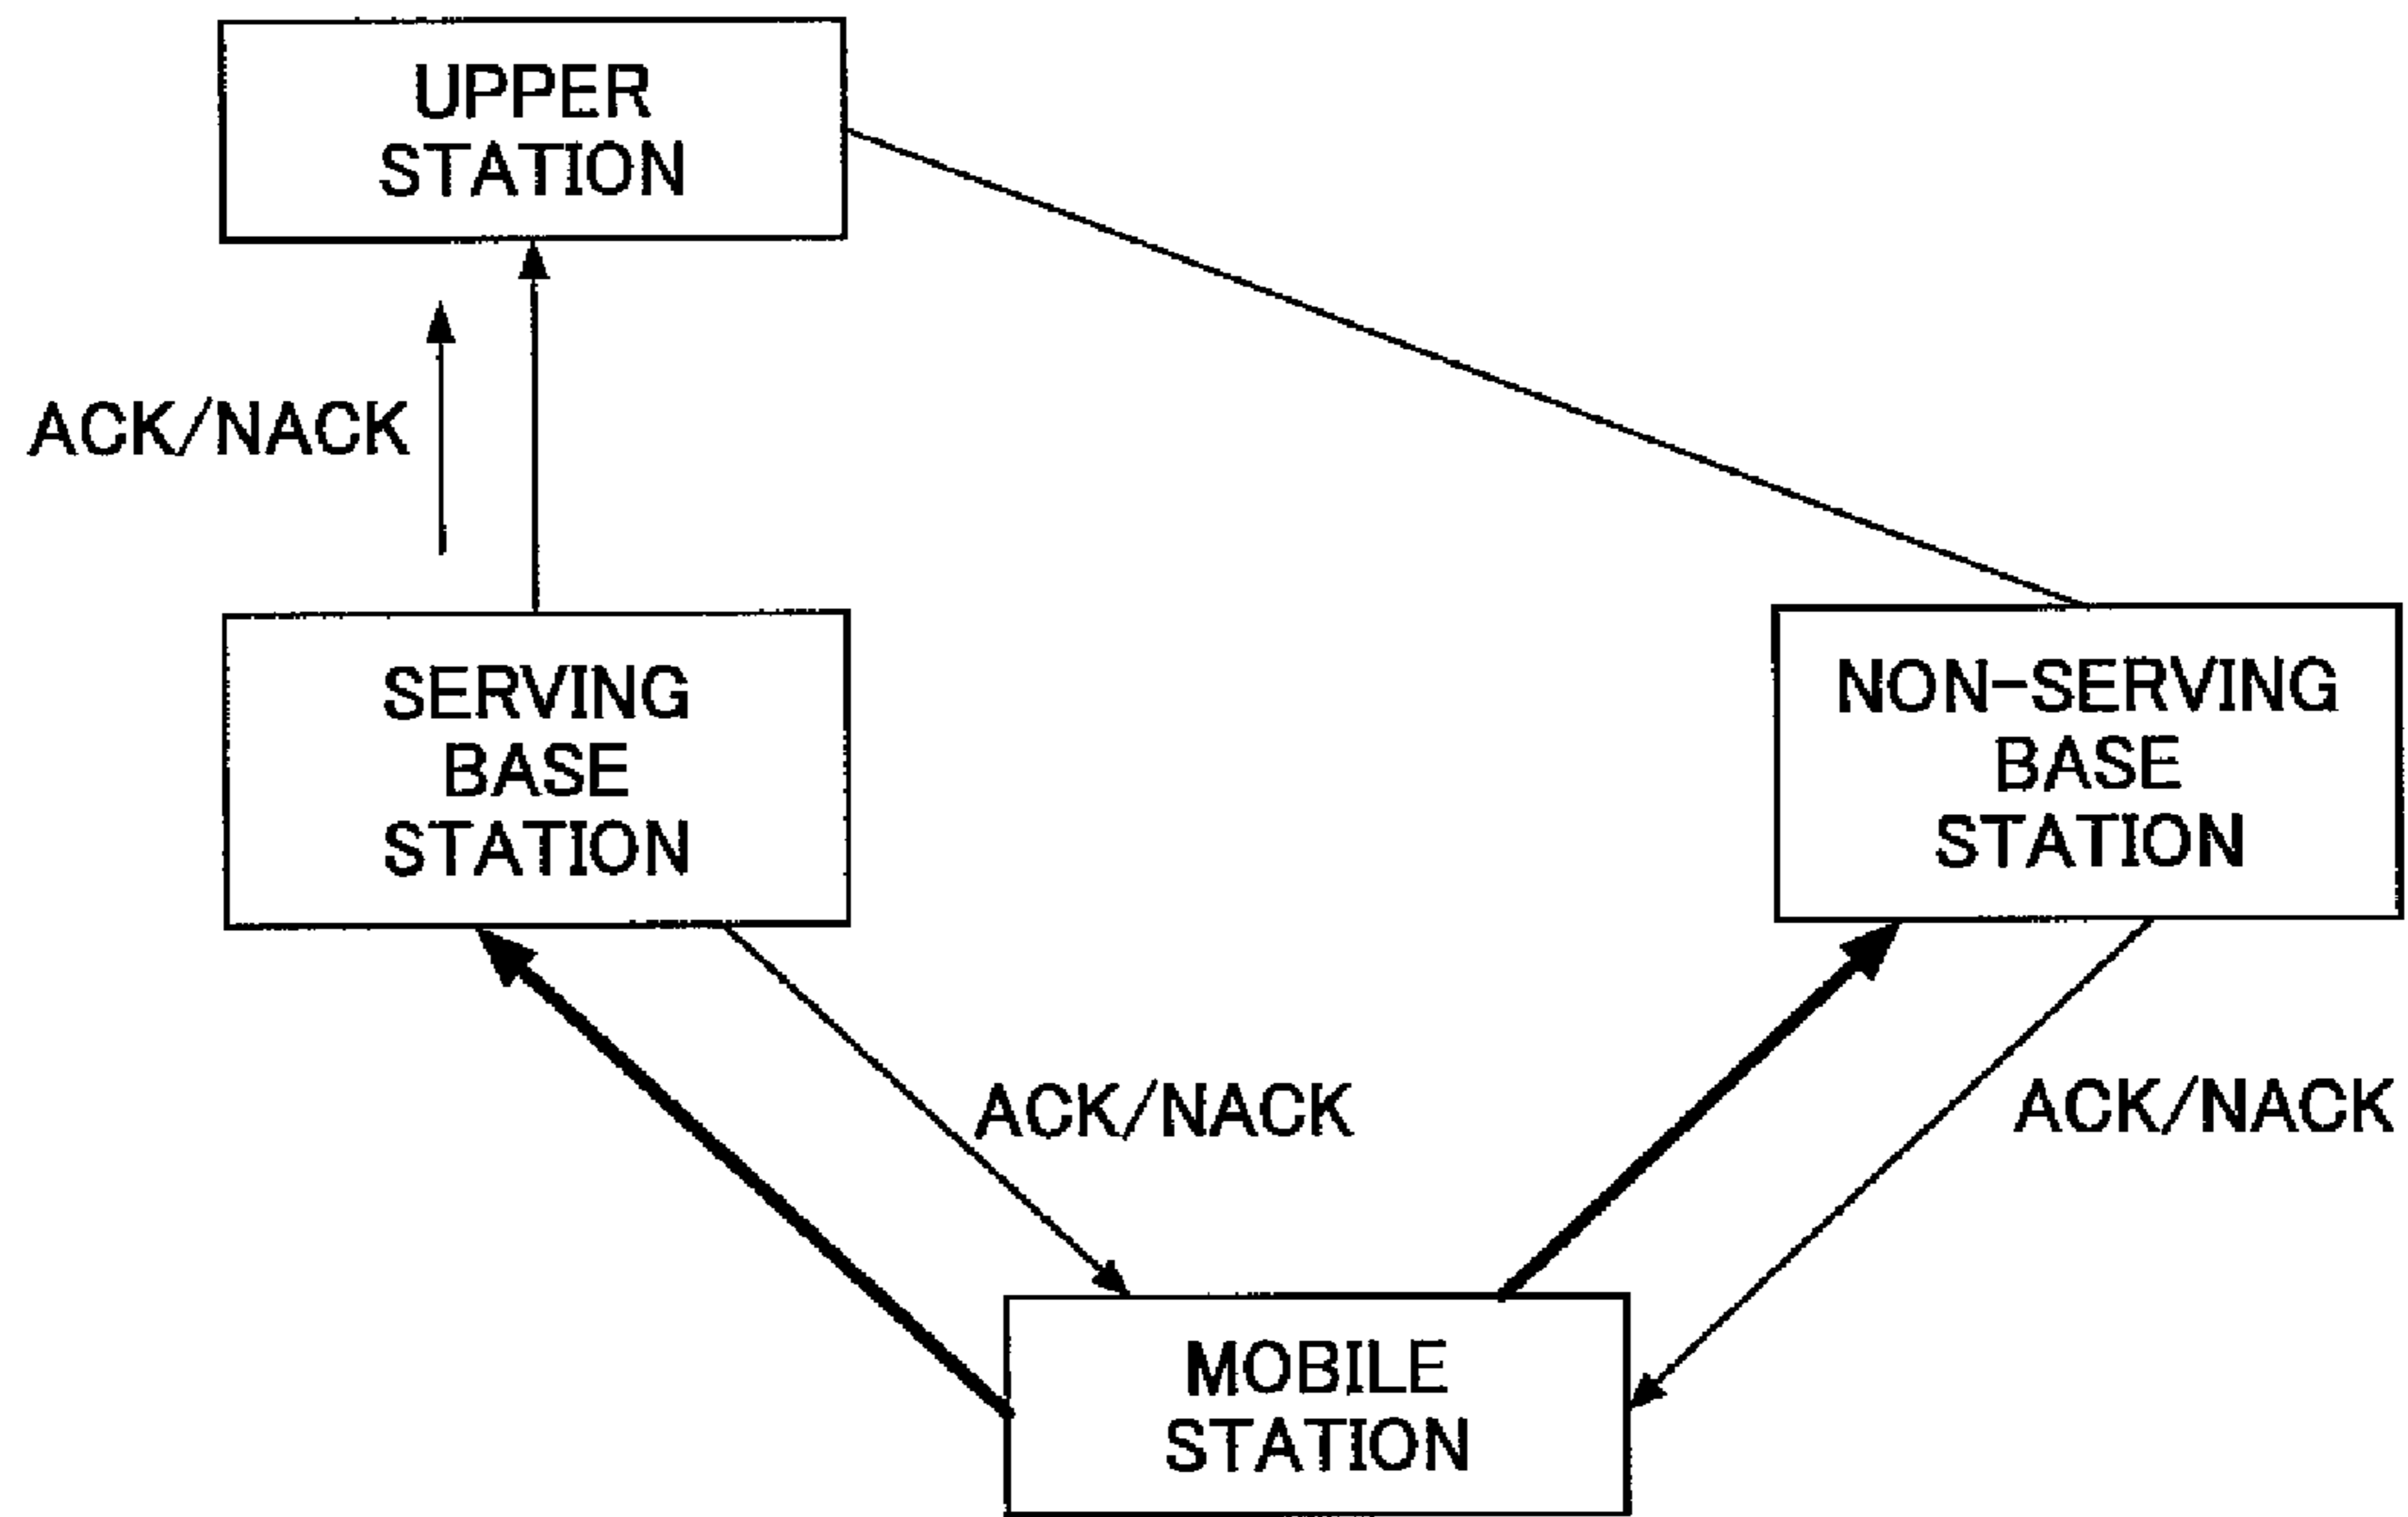 UPPER
STATION
ACK/NACK
SERVING
BASE
STATION
NON-SERVING
BASE
STATION
ACK/NACK
ACK/NACK
MOBILE
STATION